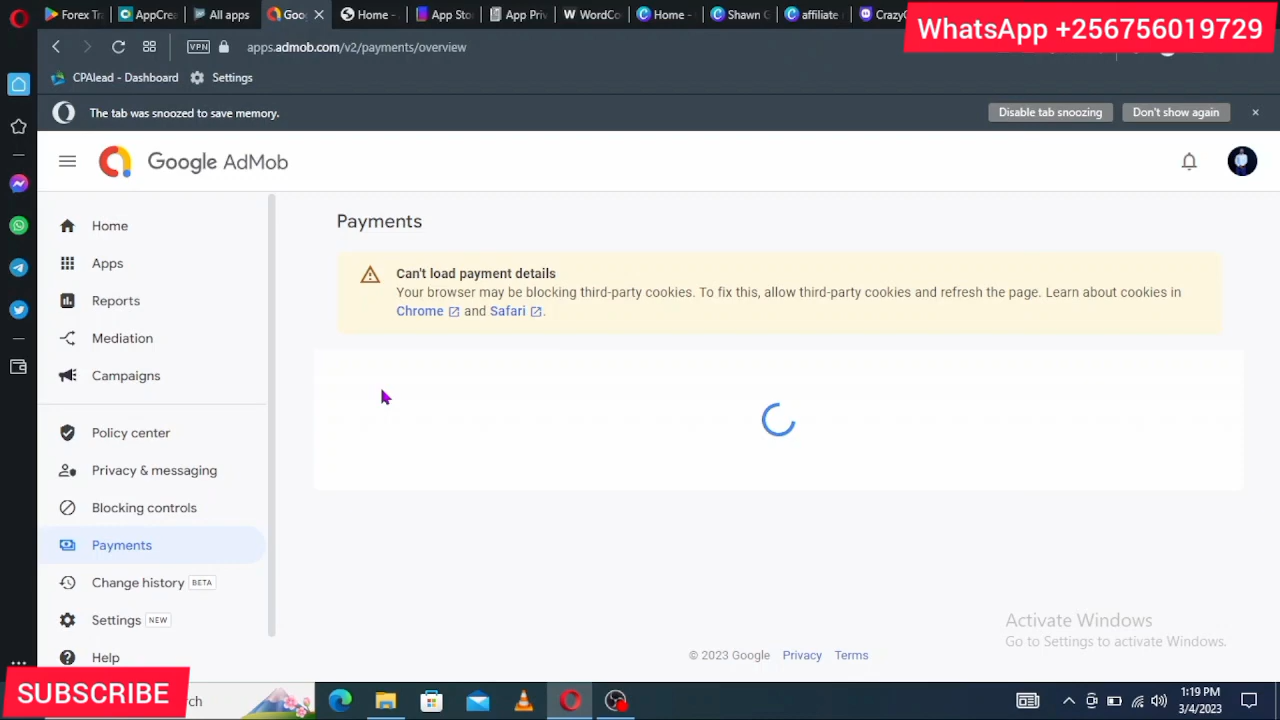 Forex Tr
AppCrea
All apps
Goo
Home -
App Stor
App Priv
WordCo
Home -
Shawn G
affiliate
CrazyG
WhatsApp +256756019729
VPN
apps.admob.com/v2/payments/overview
CPAlead - Dashboard
Settings
The tab was snoozed to save memory.
Disable tab snoozing
Don't show again
Google AdMob
Home
Apps
Reports
Mediation
Campaigns
Policy center
Privacy & messaging
Blocking controls
Payments
Change history BETA
Settings NEW
Help
Payments
Can't load payment details
Your browser may be blocking third-party cookies. To fix this, allow third-party cookies and refresh the page. Learn about cookies in
Chrome and Safari .
Activate Windows
Go to Settings to activate Windows.
© 2023 Google Privacy Terms
SUBSCRIBE
rch
1:19 PM
3/4/2023